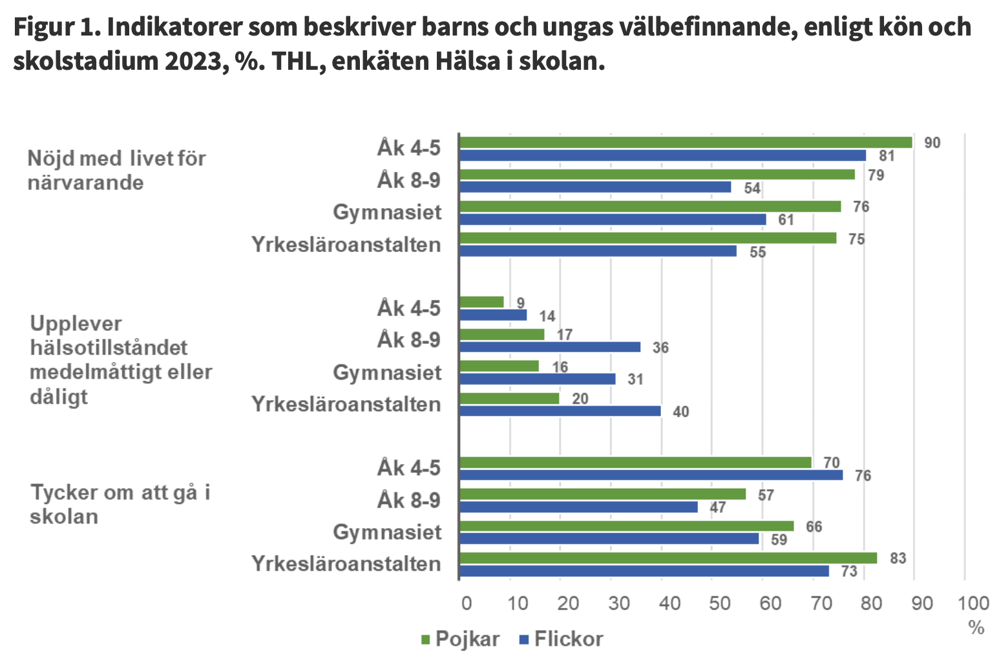 Figur 1. Indikatorer som beskriver barns och ungas välbefinnande, enligt kön och
skolstadium 2023, %. THL, enkäten Hälsa i skolan.
Nöjd med livet för
närvarande
Åk 4-5
90
81
Åk 8-9
79
54
Gymnasiet
76
61
Yrkesläroanstalten
75
55
Upplever
hälsotillståndet
medelmåttigt eller
dåligt
Åk 4-5
9
14
Åk 8-9
17
36
Gymnasiet
16
31
Yrkesläroanstalten
20
40
Tycker om att gå i
skolan
Åk 4-5
70
76
Åk 8-9
57
47
Gymnasiet
66
59
Yrkesläroanstalten
83
73
0 10 20 30 40 50 60 70 80 90 100
%
Pojkar Flickor